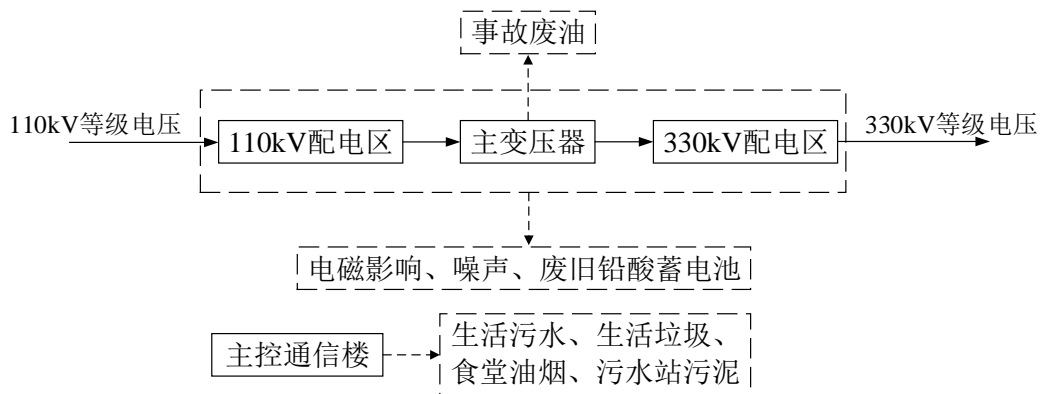 事故废油
110kV等级电压
110kV配电区
主变压器
330kV配电区
330kV等级电压
电磁影响、噪声、废旧铅酸蓄电池
主控通信楼
生活污水、生活垃圾、
食堂油烟、污水站污泥